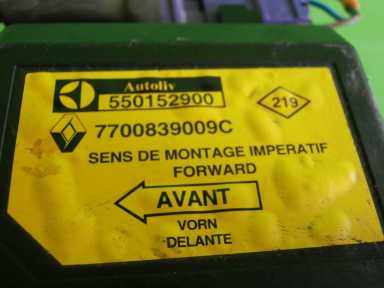 Autoliv
550152900
219
7700839009C
SENS DE MONTAGE IMPERATIF
FORWARD
AVANT
VORN
DELANTE